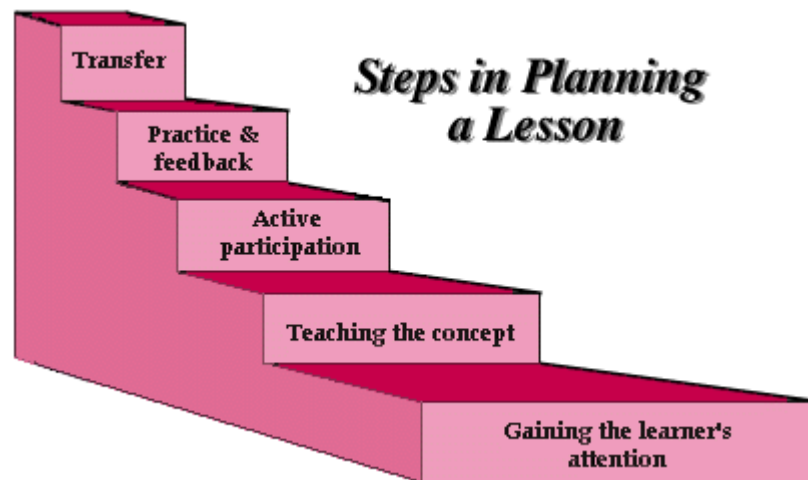 Steps in Planning
a Lesson
Transfer
Practice &
feedback
Active
participation
Teaching the concept
Gaining the learner's
attention